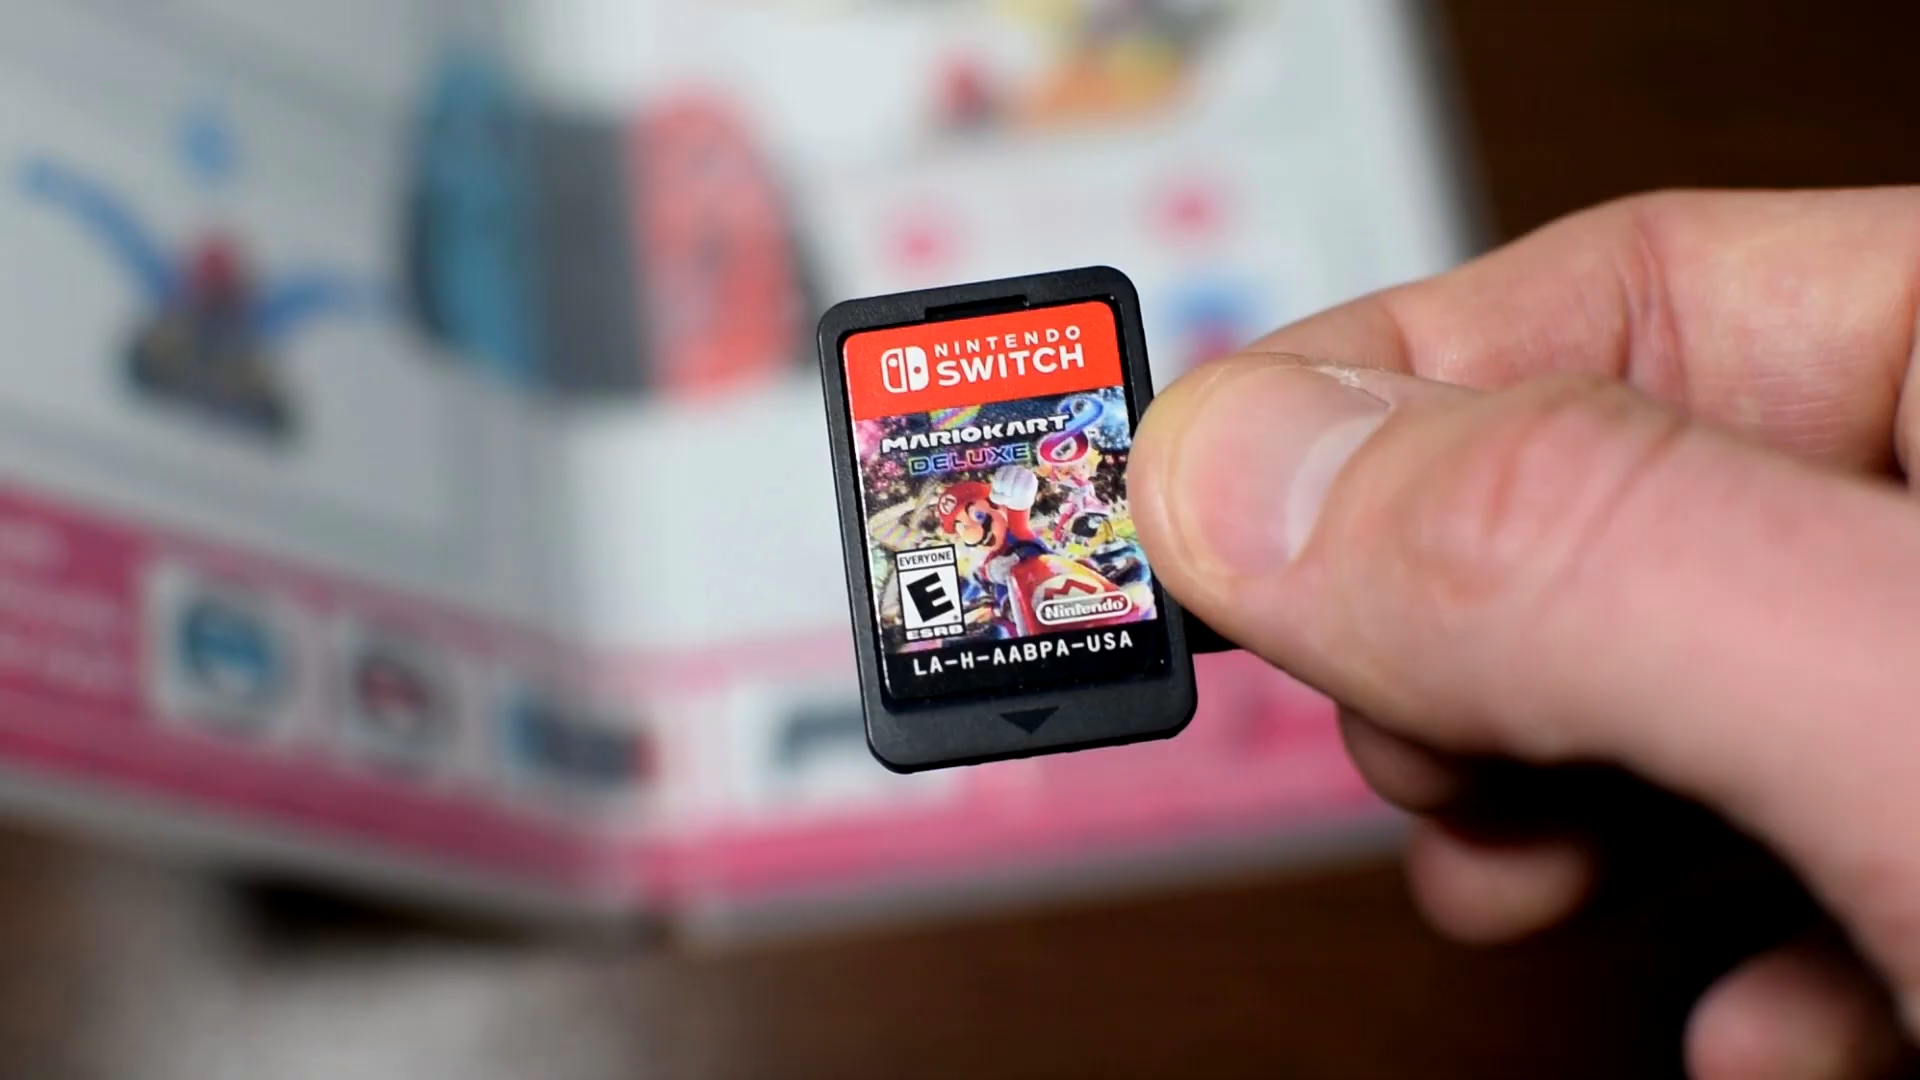 NINTENDO
SWITCH
MARIOKART 8
DELUXE
M
EVERYONE
E
ESRB
Nintendo
LA-H-AABPA-USA